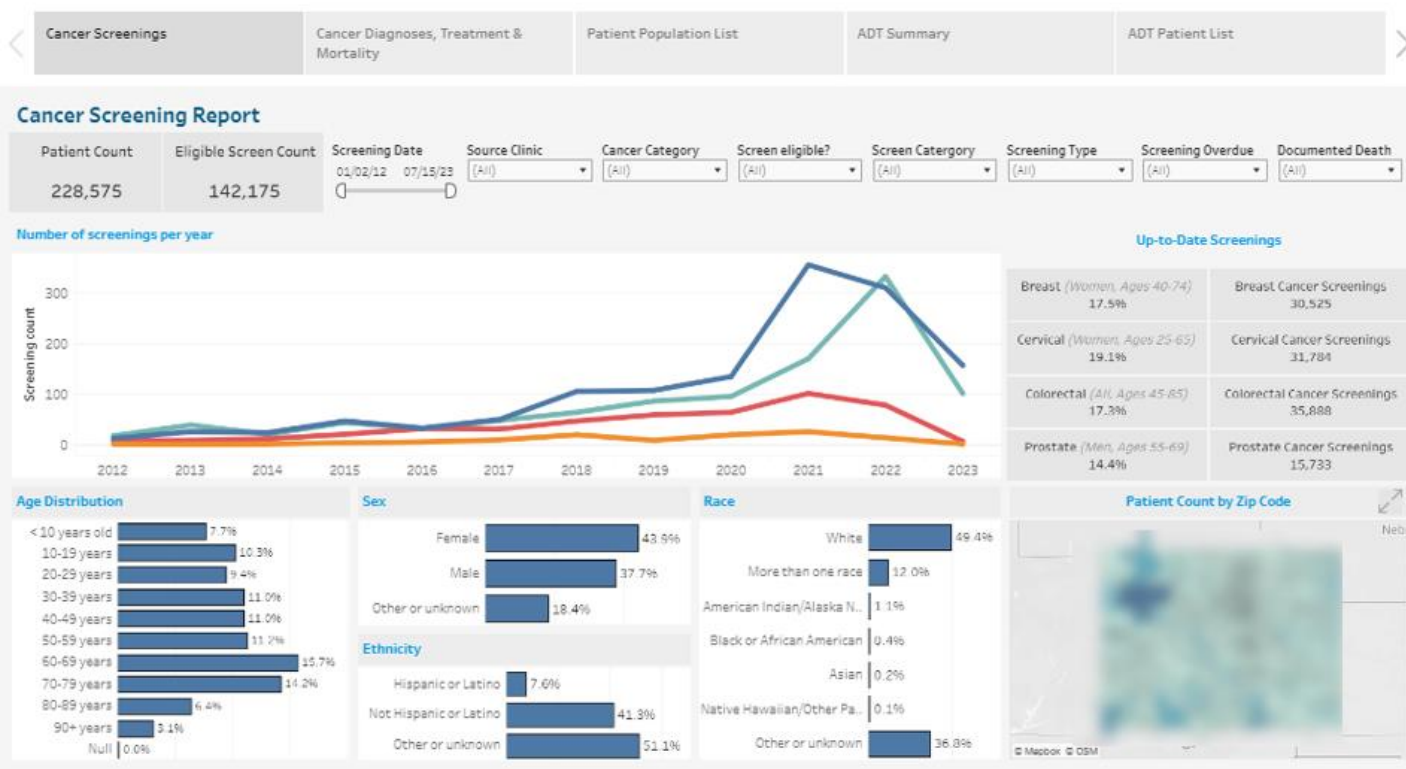 Cancer Screenings
Cancer Diagnoses, Treatment &
Mortality
Patient Population List
ADT Summary
ADT Patient List
Cancer Screening Report
Patient Count
228,575
Eligible Screen Count
142,175
Screening Date
01/02/12 07/15/23
Source Clinic
(All)
Cancer Category
(All)
Screen eligible?
(All)
Screen Catergory
(All)
Screening Type
(All)
Screening Overdue
(All)
Documented Death
(All)
Number of screenings per year
Screening count
300
200
100
0
2012 2013 2014 2015 2016 2017 2018 2019 2020 2021 2022 2023
Up-to-Date Screenings
Breast (Women, Ages 40-74)
17.5%
Breast Cancer Screenings
30,525
Cervical (Women, Ages 25-65)
19.1%
Cervical Cancer Screenings
31,784
Colorectal (All, Ages 45-85)
17.3%
Colorectal Cancer Screenings
35,888
Prostate (Men, Ages 55-69)
14.4%
Prostate Cancer Screenings
15,733
Age Distribution
<10 years old 7.7%
10-19 years 10.3%
20-29 years 9.4%
30-39 years 11.0%
40-49 years 11.0%
50-59 years 11.2%
60-69 years 15.7%
70-79 years 14.2%
80-89 years 6.4%
90+ years 3.1%
Null 0.0%
Sex
Female 43.9%
Male 37.7%
Other or unknown 18.4%
Ethnicity
Hispanic or Latino 7.6%
Not Hispanic or Latino 41.3%
Other or unknown 51.1%
Race
White 49.4%
More than one race 12.0%
American Indian/Alaska N.. 1.1%
Black or African American 0.4%
Asian 0.2%
Native Hawaiian/Other Pa.. 0.1%
Other or unknown 36.8%
Patient Count by Zip Code
Neb
© Mapbox © OSM